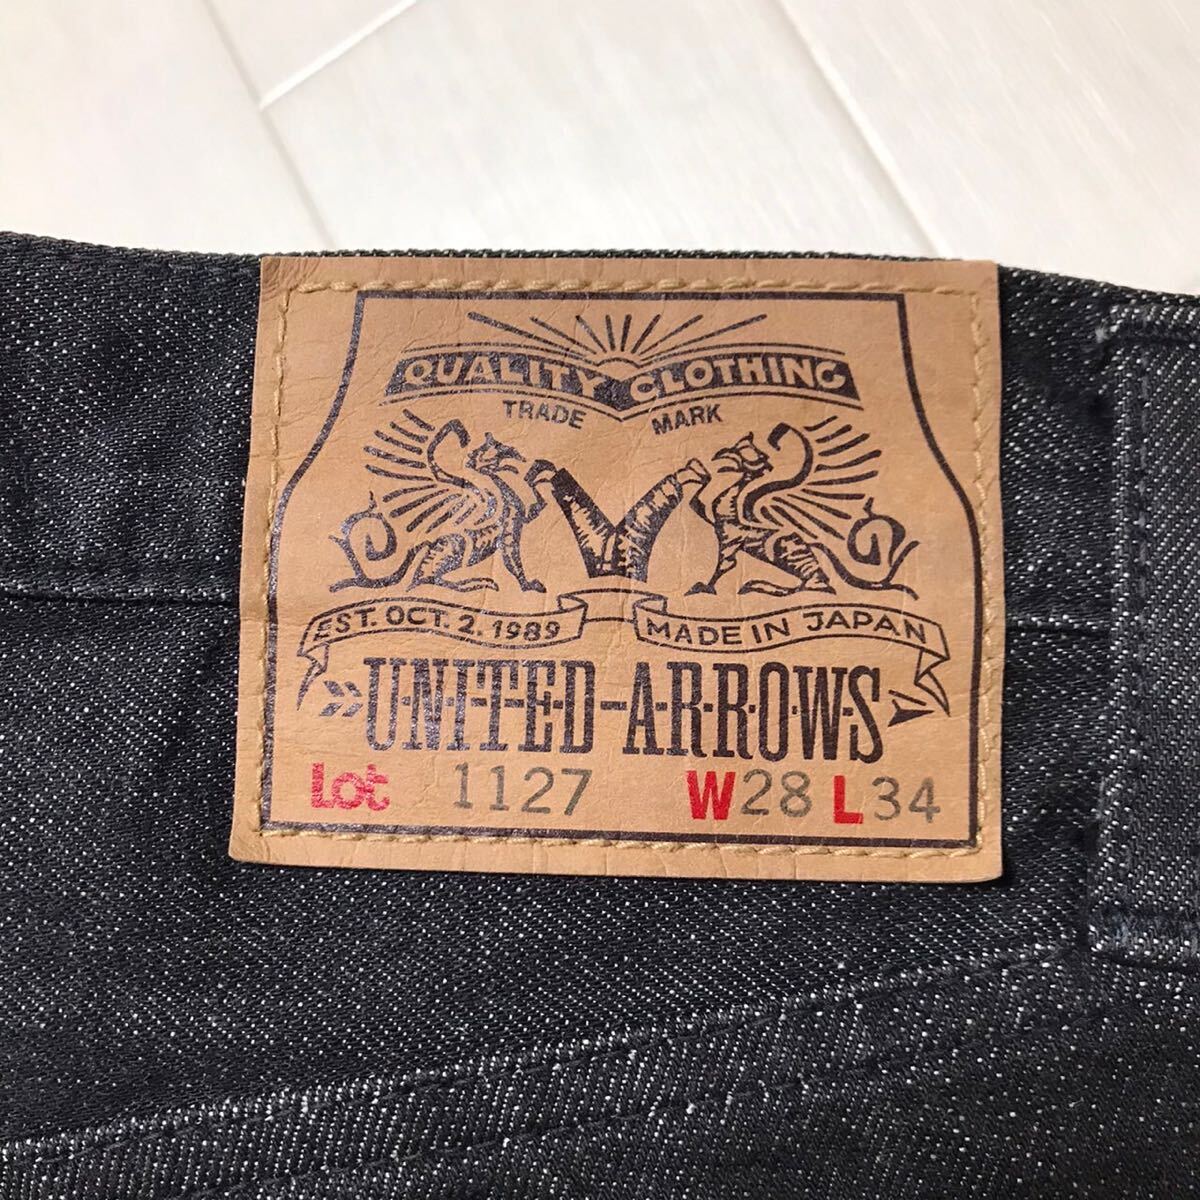 QUALITY CLOTHING
TRADE MARK
EST. OCT. 2. 1989 MADE IN JAPAN
UNITED-ARROWS
Lot 1127 W28 L34